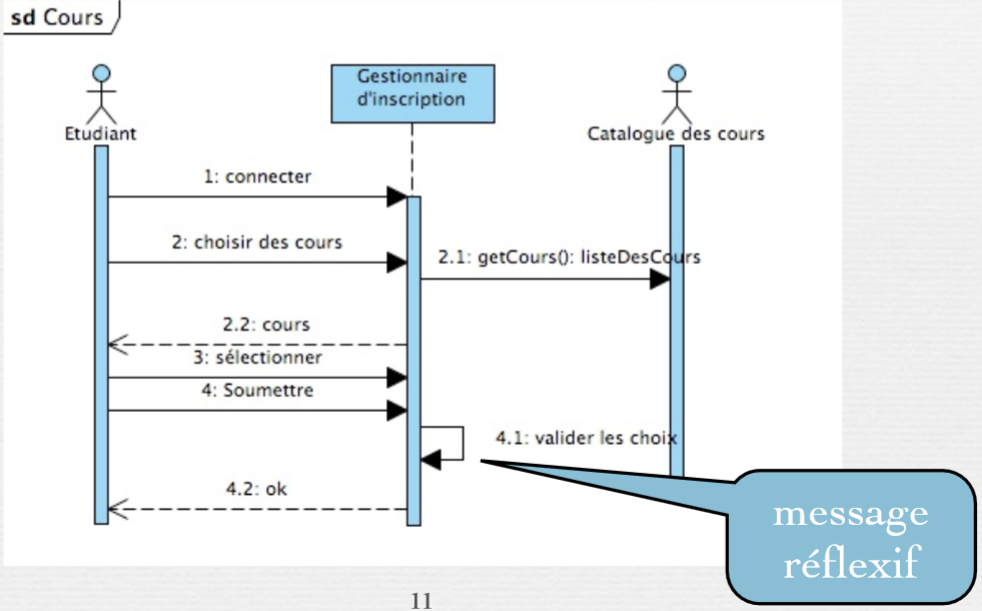 sd Cours
Gestionnaire
d'inscription
Etudiant
Catalogue des cours
1: connecter
2: choisir des cours
2.1: getCours(): listeDesCours
2.2: cours
3: sélectionner
4: Soumettre
4.1: valider les choix
4.2: ok
message
réflexif
11